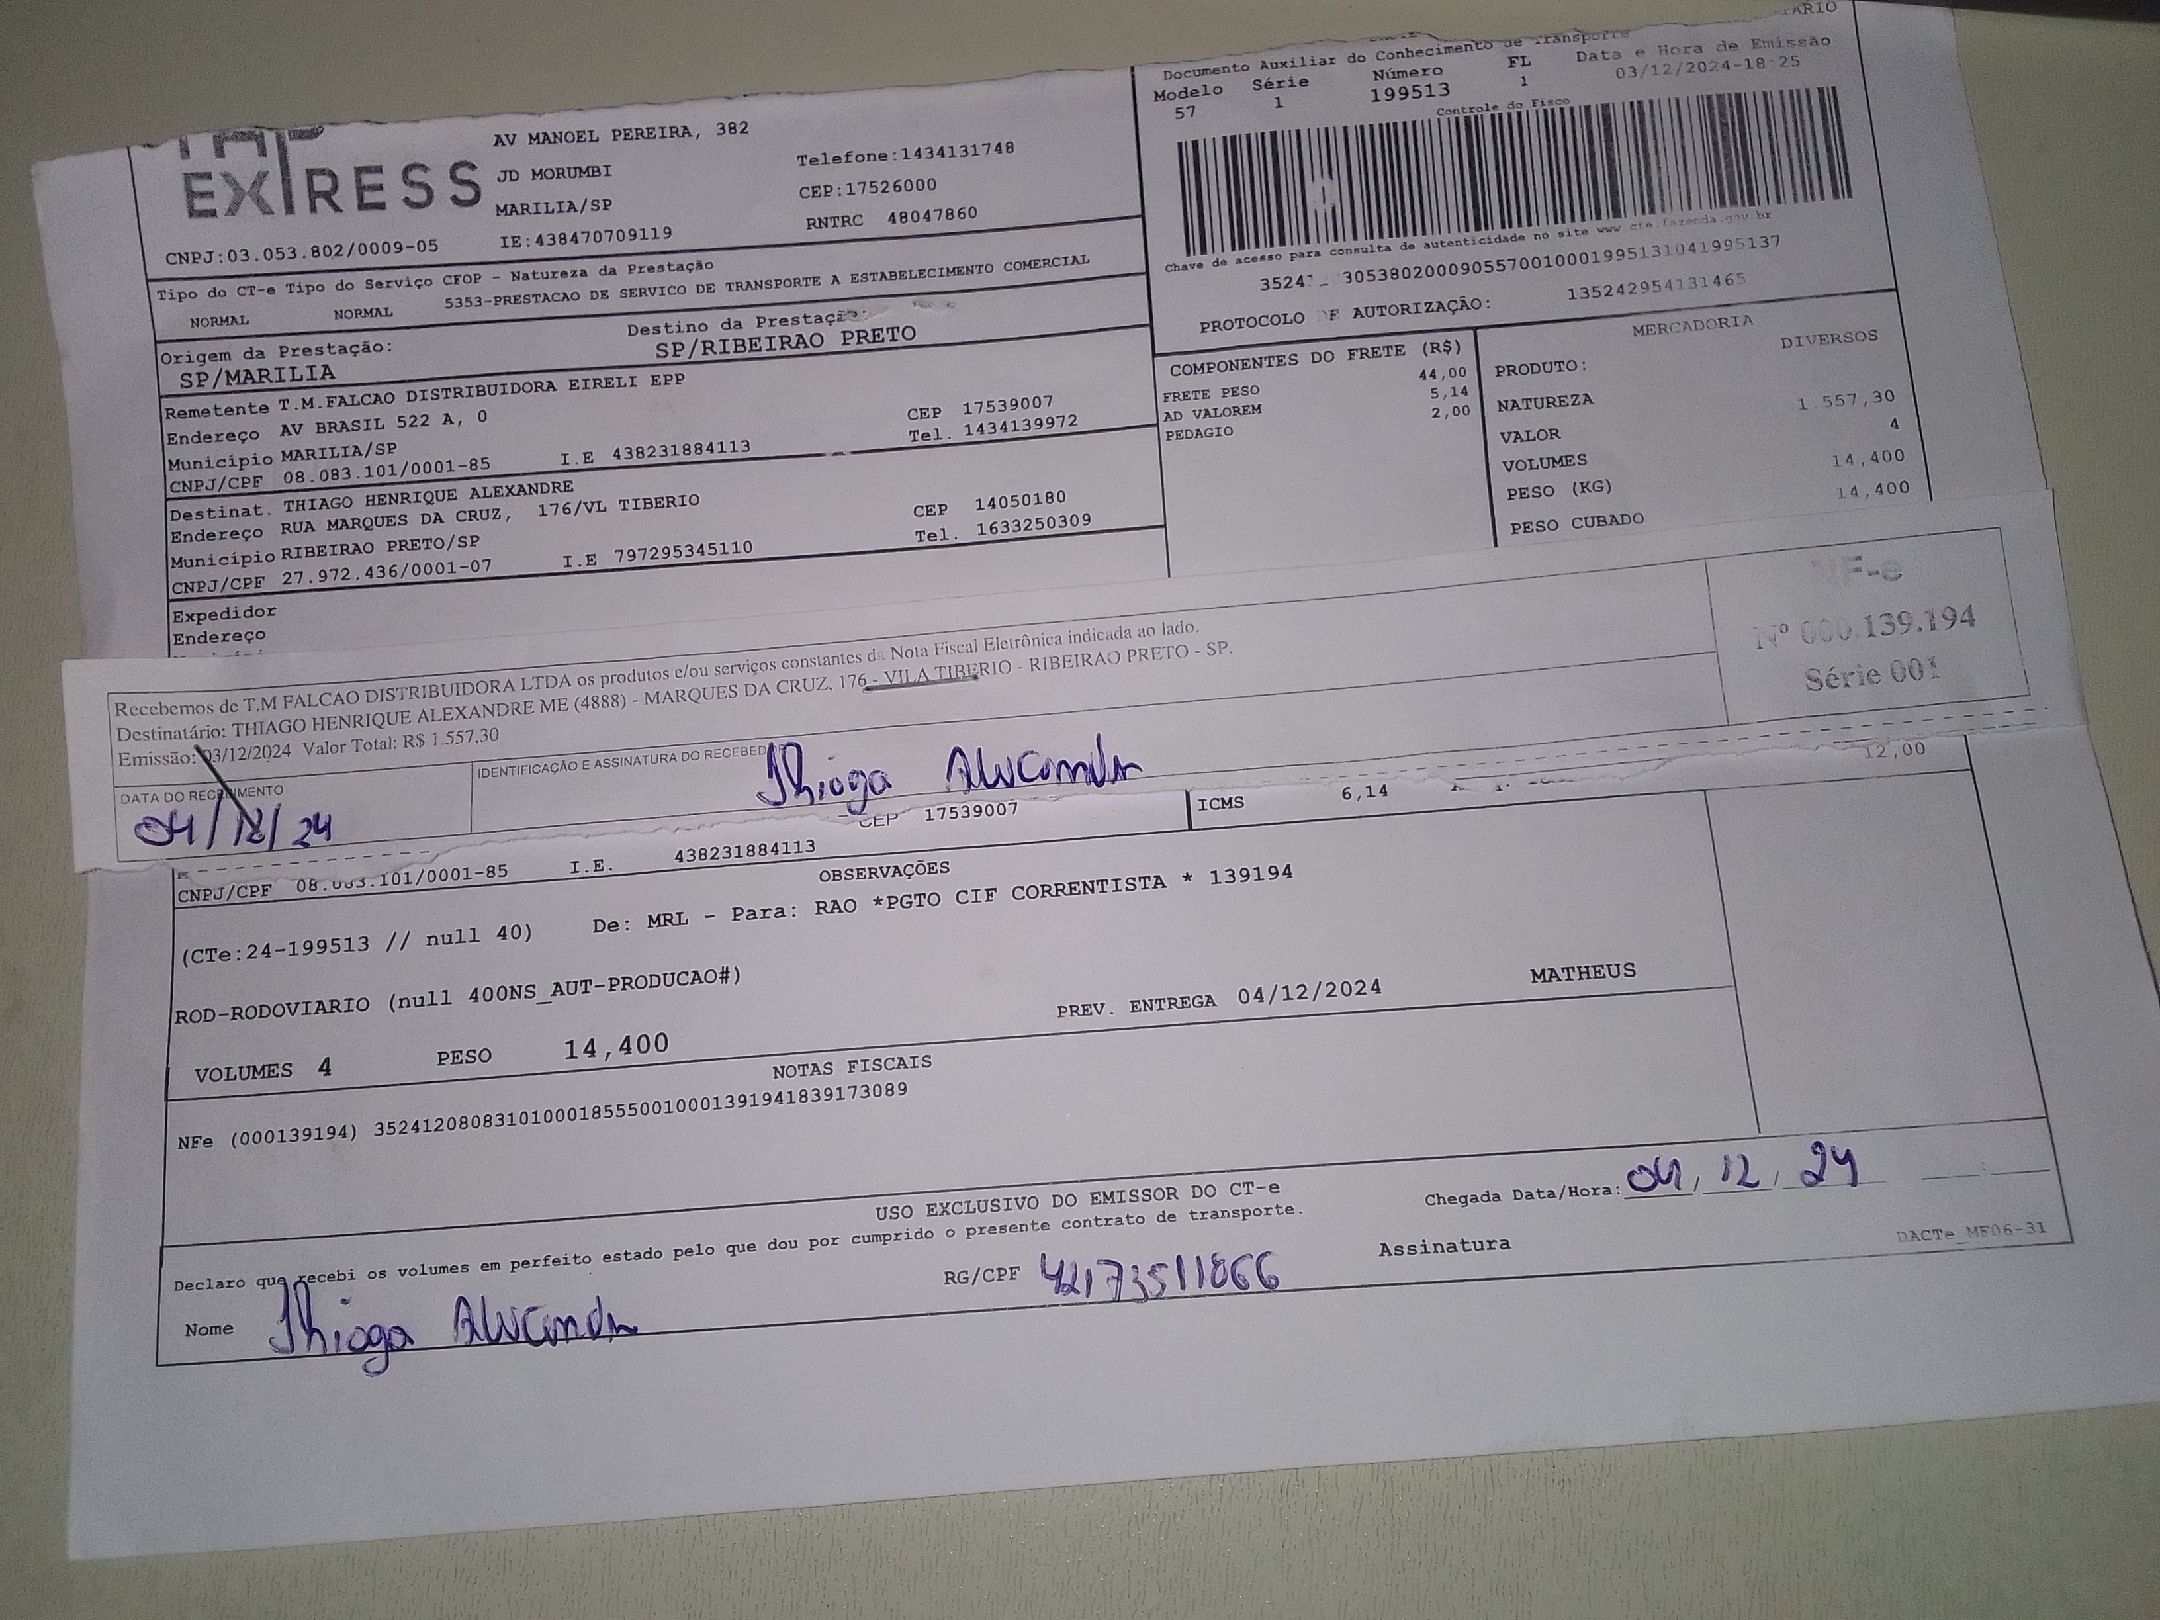 EXPRESS
AV MANOEL PEREIRA, 382
JD MORUMBI
MARILIA/SP
Telefone:1434131748
CEP:17526000
RNTRC 48047860
CNPJ:03.053.802/0009-05
IE:438470709119
Documento Auxiliar do Conhecimento de Transporte
Modelo Série Número FL Data e Hora de Emissão
57 1 199513 1 03/12/2024-18:25
Controle do Fisco
Chave de acesso para consulta de autenticidade no site www.cte.fazenda.gov.br
PROTOCOLO DE AUTORIZAÇÃO: 135242954131465
Tipo do CT-e Tipo do Serviço CFOP - Natureza da Prestação
NORMAL NORMAL 5353-PRESTACAO DE SERVICO DE TRANSPORTE A ESTABELECIMENTO COMERCIAL
Origem da Prestação: Destino da Prestação:
SP/MARILIA SP/RIBEIRAO PRETO
Remetente T.M.FALCAO DISTRIBUIDORA EIRELI EPP
Endereço AV BRASIL 522 A, 0 CEP 17539007
Município MARILIA/SP Tel. 1434139972
CNPJ/CPF 08.083.101/0001-85 I.E 438231884113
Destinat. THIAGO HENRIQUE ALEXANDRE
Endereço RUA MARQUES DA CRUZ, 176/VL TIBERIO CEP 14050180
Município RIBEIRAO PRETO/SP Tel. 1633250309
CNPJ/CPF 27.972.436/0001-07 I.E 797295345110
Expedidor
Endereço
COMPONENTES DO FRETE (R$)
FRETE PESO 44,00
AD VALOREM 5,14
PEDAGIO 2,00
MERCADORIA
PRODUTO: DIVERSOS
NATUREZA
VALOR 1.557,30
VOLUMES 4
PESO (KG) 14,400
PESO CUBADO 14,400
Recebemos de T.M FALCAO DISTRIBUIDORA LTDA os produtos e/ou serviços constantes da Nota Fiscal Eletrônica indicada ao lado.
Destinatário: THIAGO HENRIQUE ALEXANDRE ME (4888) - MARQUES DA CRUZ, 176 - VILA TIBERIO - RIBEIRAO PRETO - SP.
Emissão: 03/12/2024 Valor Total: R$ 1.557,30
NF-e
Nº 000.139.194
Série 001
DATA DO RECEBIMENTO
04/12/24
IDENTIFICAÇÃO E ASSINATURA DO RECEBED
Thiago Alexandre
CEP 17539007
ICMS 6,14
12,00
CNPJ/CPF 08.083.101/0001-85 I.E. 438231884113
OBSERVAÇÕES
(CTe:24-199513 // null 40) De: MRL - Para: RAO *PGTO CIF CORRENTISTA * 139194
ROD-RODOVIARIO (null 400NS_AUT-PRODUCAO#)
VOLUMES 4 PESO 14,400 PREV. ENTREGA 04/12/2024 MATHEUS
NOTAS FISCAIS
NFe (000139194) 35241208083101000185550010001391941839173089
USO EXCLUSIVO DO EMISSOR DO CT-e
Declaro que recebi os volumes em perfeito estado pelo que dou por cumprido o presente contrato de transporte.
Chegada Data/Hora: 04, 12, 24
Nome Thiago Alexandre RG/CPF 42173511866 Assinatura
DACTe_MF06-31